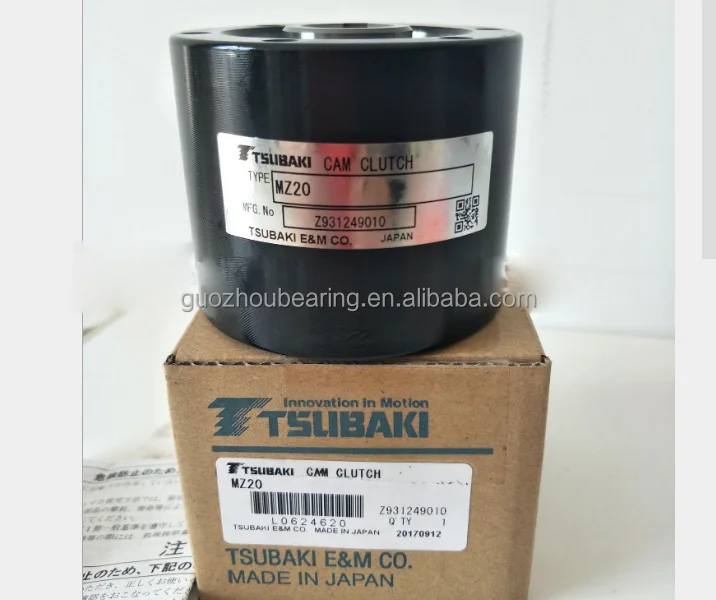 TSUBAKI CAM CLUTCH
TYPE MZ20
MFG. No Z931249010
TSUBAKI E&M CO. JAPAN
guozhoubearing.en.alibaba.com
Innovation in Motion
TSUBAKI
TSUBAKI CAM CLUTCH
MZ20
Z931249010
L0624620 Q'TY 1
TSUBAKI E&M CO. MADE IN JAPAN 20170912
TSUBAKI E&M CO.
MADE IN JAPAN
注